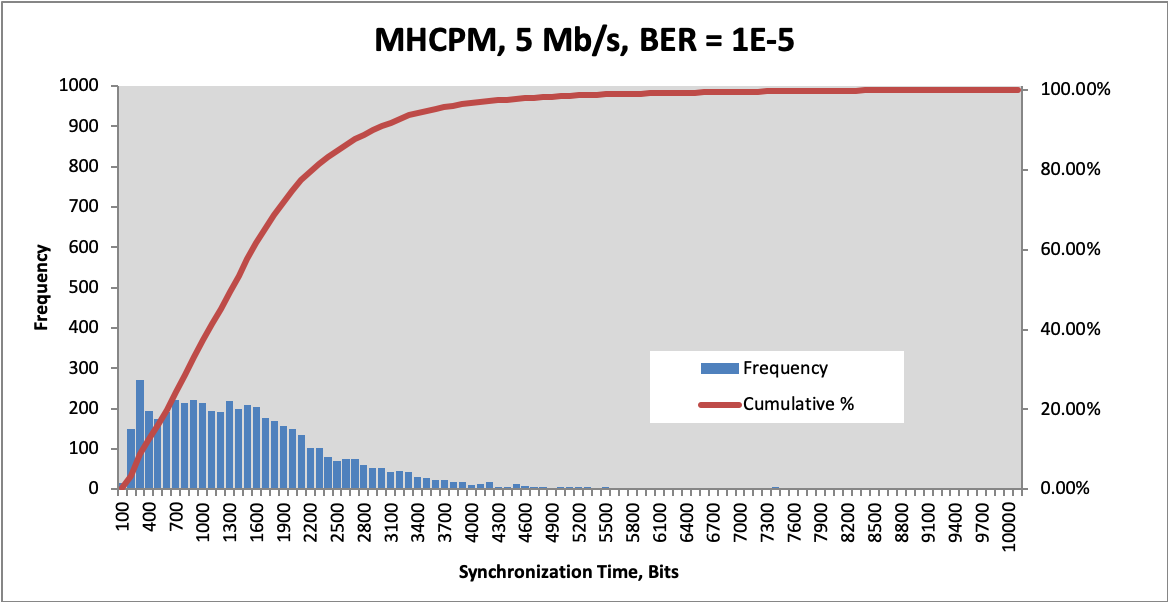 MHCPM, 5 Mb/s, BER = 1E-5
1000
900
800
700
600
500
400
300
200
100
0
Frequency
100.00%
80.00%
60.00%
40.00%
20.00%
0.00%
Frequency
Cumulative %
100 400 700 1000 1300 1600 1900 2200 2500 2800 3100 3400 3700 4000 4300 4600 4900 5200 5500 5800 6100 6400 6700 7000 7300 7600 7900 8200 8500 8800 9100 9400 9700 10000
Synchronization Time, Bits